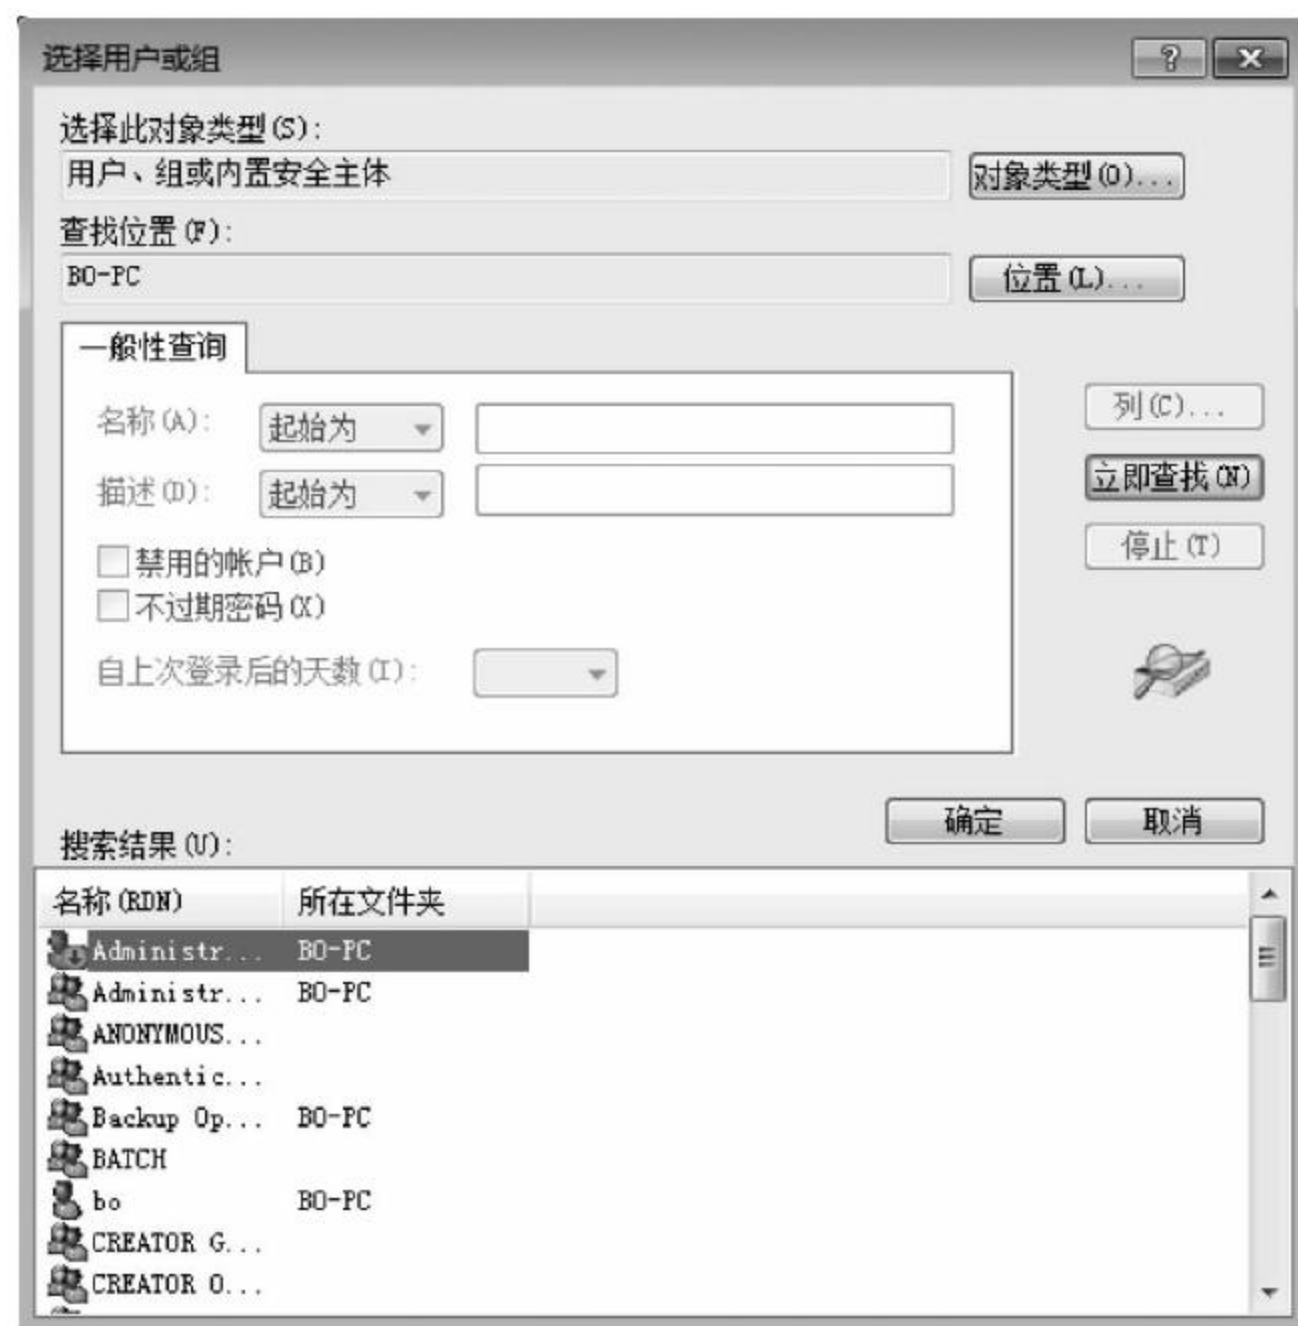 选择用户或组
选择此对象类型(S):
用户、组或内置安全主体 对象类型(O)...
查找位置(F):
BO-PC 位置(L)...
一般性查询
名称(A): 起始为 列(C)...
描述(D): 起始为 立即查找(N)
停止(T)
禁用的帐户(B)
不过期密码(X)
自上次登录后的天数(I):
确定 取消
搜索结果(U):
名称(RDN) 所在文件夹
Administr... BO-PC
Administr... BO-PC
ANONYMOUS...
Authentic...
Backup Op... BO-PC
BATCH
bo BO-PC
CREATOR G...
CREATOR O...